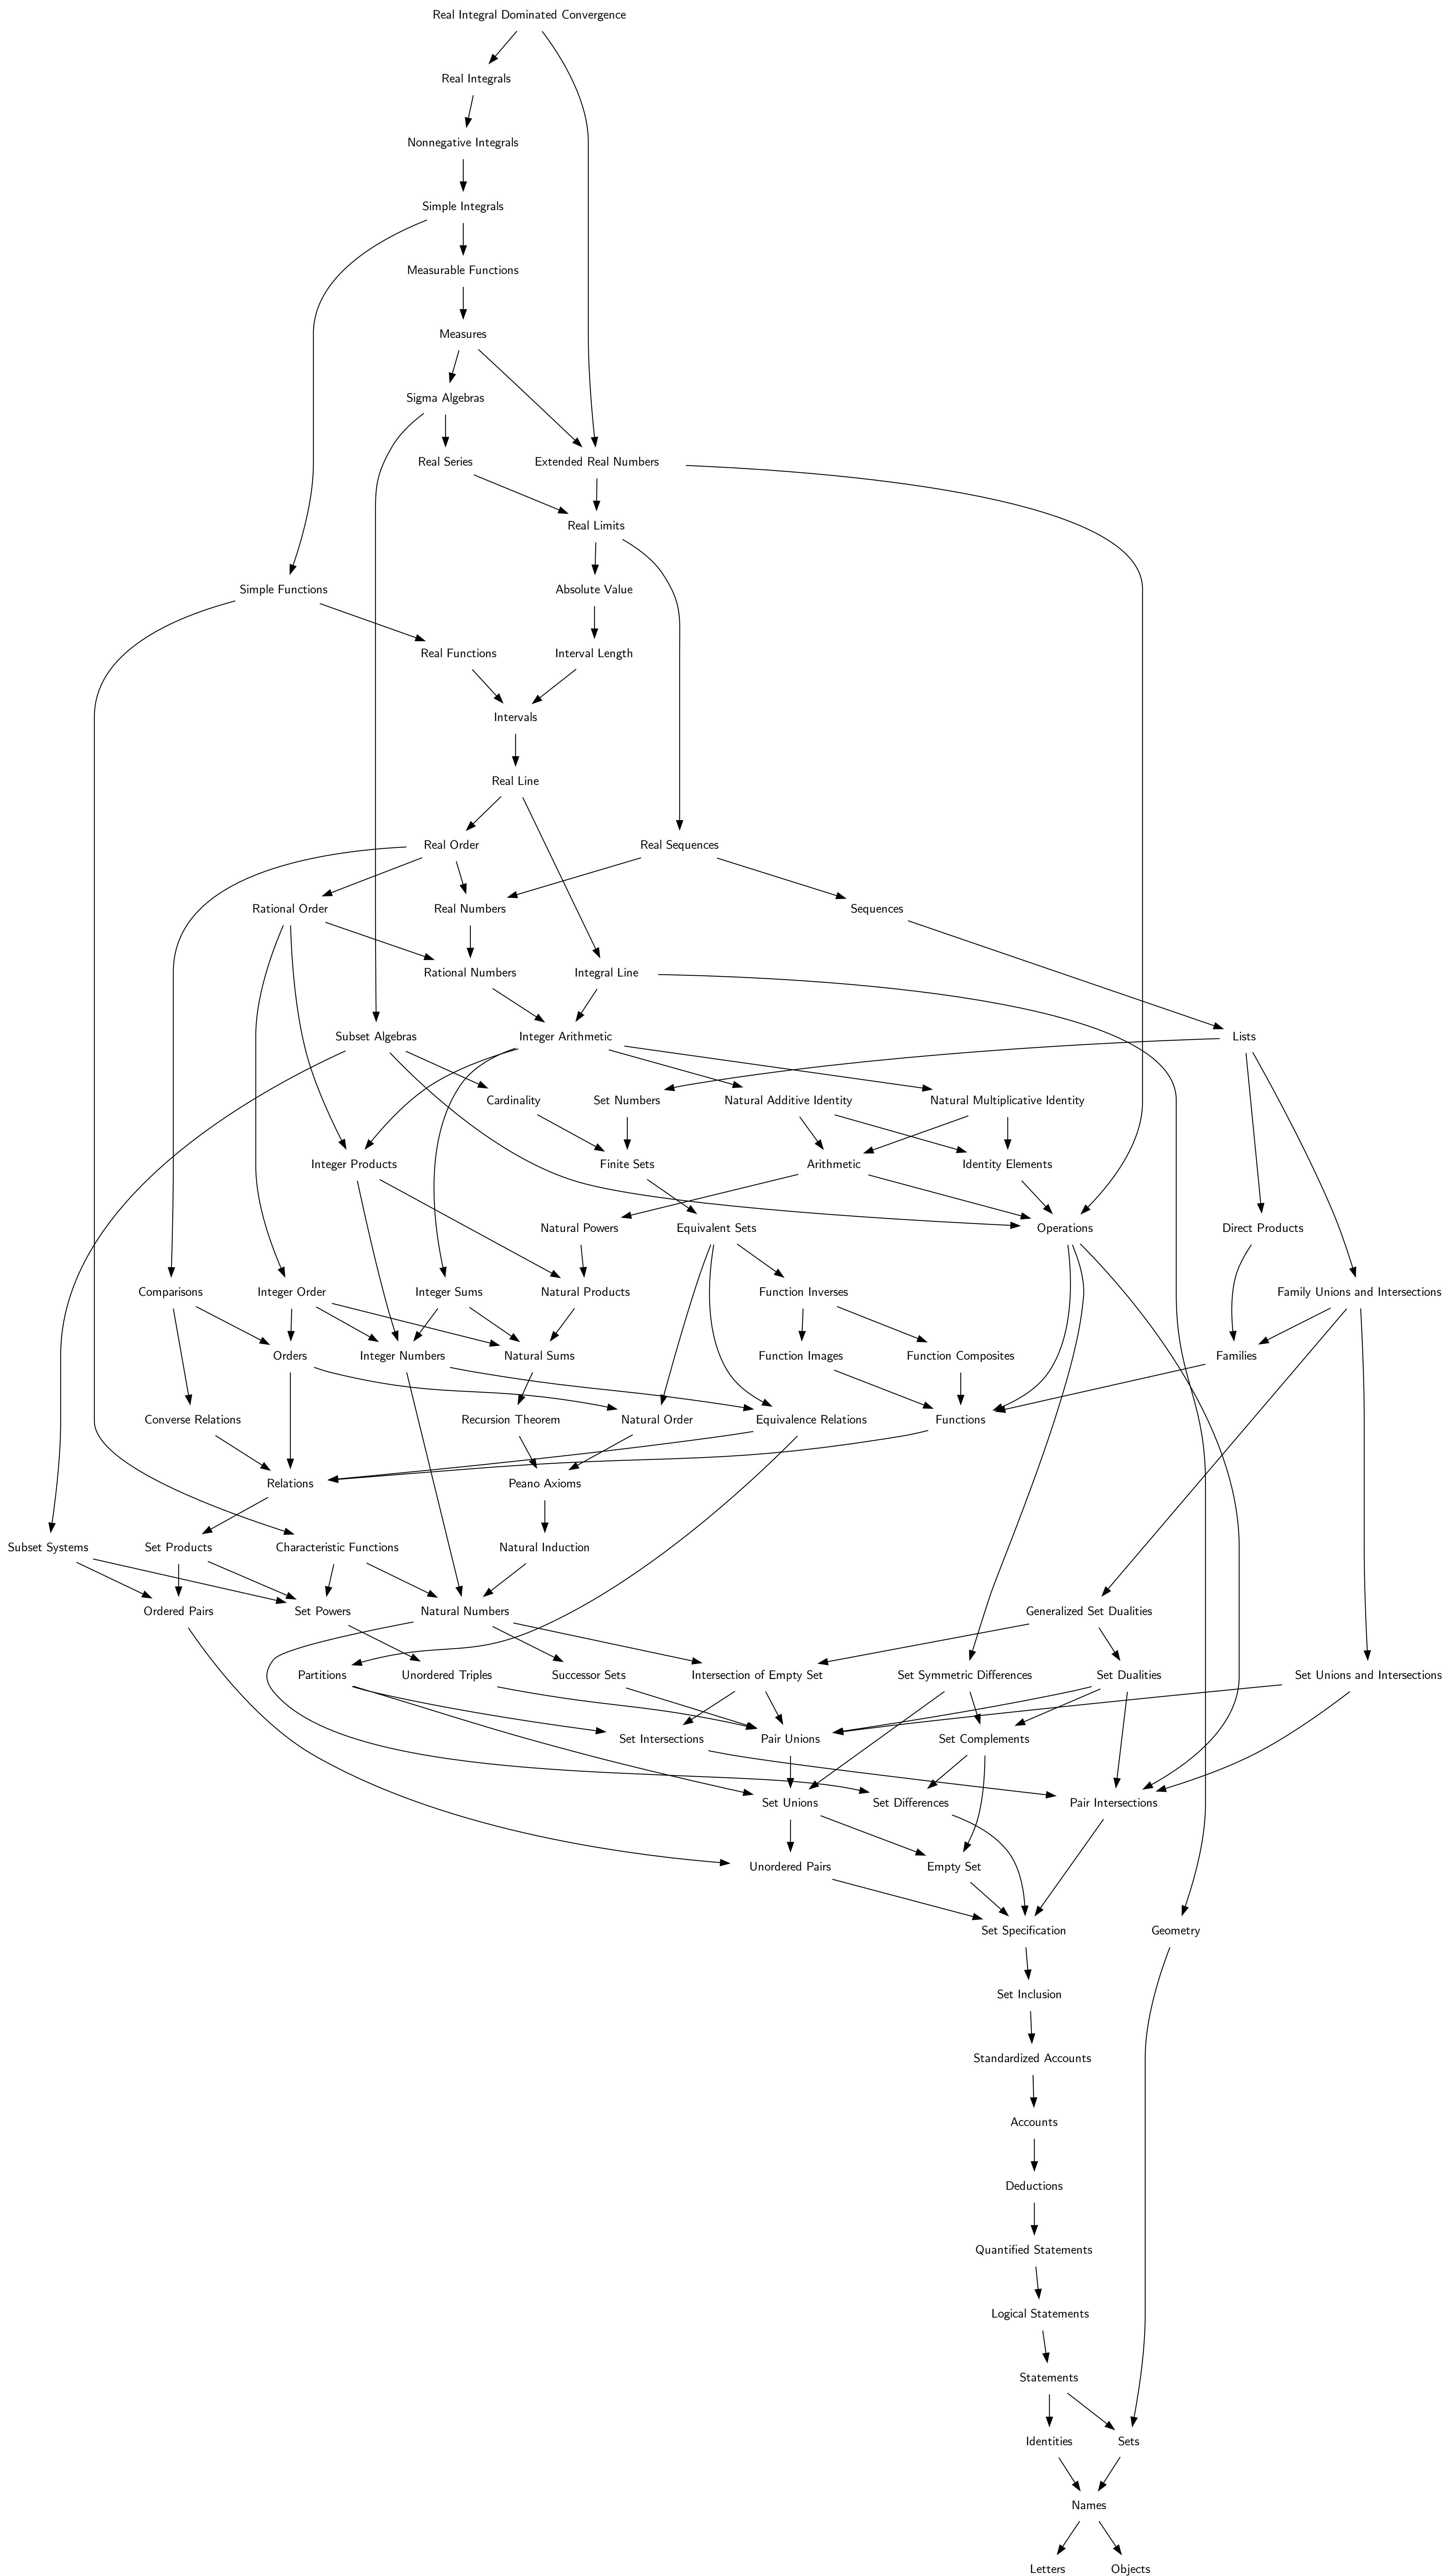 Real Integral Dominated Convergence
Real Integrals
Nonnegative Integrals
Simple Integrals
Measurable Functions
Measures
Sigma Algebras
Real Series
Extended Real Numbers
Real Limits
Simple Functions
Absolute Value
Real Functions
Interval Length
Intervals
Real Line
Real Order
Real Sequences
Rational Order
Real Numbers
Sequences
Rational Numbers
Integral Line
Subset Algebras
Integer Arithmetic
Lists
Cardinality
Set Numbers
Natural Additive Identity
Natural Multiplicative Identity
Integer Products
Finite Sets
Arithmetic
Identity Elements
Natural Powers
Equivalent Sets
Operations
Direct Products
Comparisons
Integer Order
Integer Sums
Natural Products
Function Inverses
Family Unions and Intersections
Orders
Integer Numbers
Natural Sums
Function Images
Function Composites
Families
Converse Relations
Recursion Theorem
Natural Order
Equivalence Relations
Functions
Relations
Peano Axioms
Subset Systems
Set Products
Characteristic Functions
Natural Induction
Ordered Pairs
Set Powers
Natural Numbers
Generalized Set Dualities
Partitions
Unordered Triples
Successor Sets
Intersection of Empty Set
Set Symmetric Differences
Set Dualities
Set Unions and Intersections
Set Intersections
Pair Unions
Set Complements
Set Unions
Set Differences
Pair Intersections
Unordered Pairs
Empty Set
Set Specification
Geometry
Set Inclusion
Standardized Accounts
Accounts
Deductions
Quantified Statements
Logical Statements
Statements
Identities
Sets
Names
Letters
Objects